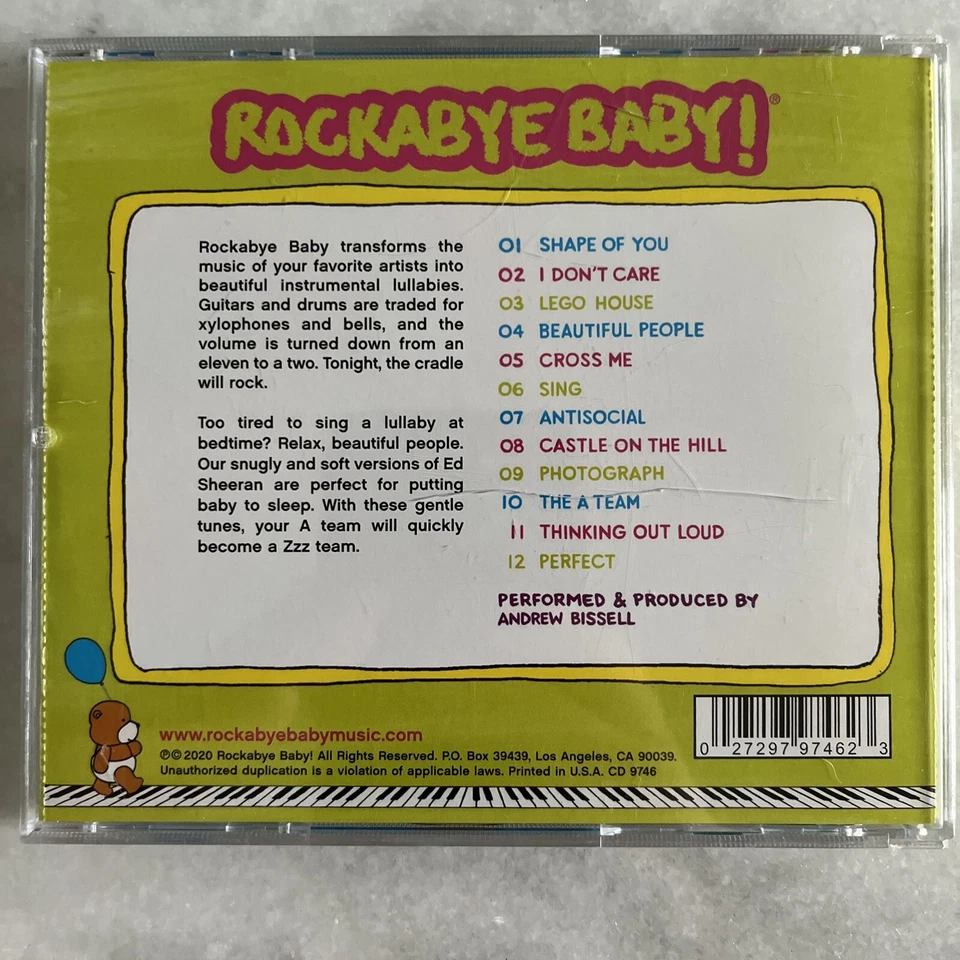 ROCKABYE BABY!®
Rockabye Baby transforms the
music of your favorite artists into
beautiful instrumental lullabies.
Guitars and drums are traded for
xylophones and bells, and the
volume is turned down from an
eleven to a two. Tonight, the cradle
will rock.
Too tired to sing a lullaby at
bedtime? Relax, beautiful people.
Our snugly and soft versions of Ed
Sheeran are perfect for putting
baby to sleep. With these gentle
tunes, your A team will quickly
become a Zzz team.
01 SHAPE OF YOU
02 I DON'T CARE
03 LEGO HOUSE
04 BEAUTIFUL PEOPLE
05 CROSS ME
06 SING
07 ANTISOCIAL
08 CASTLE ON THE HILL
09 PHOTOGRAPH
10 THE A TEAM
11 THINKING OUT LOUD
12 PERFECT
PERFORMED & PRODUCED BY
ANDREW BISSELL
www.rockabyebabymusic.com
℗© 2020 Rockabye Baby! All Rights Reserved. P.O. Box 39439, Los Angeles, CA 90039.
Unauthorized duplication is a violation of applicable laws. Printed in U.S.A. CD 9746
0 27297 97462 3